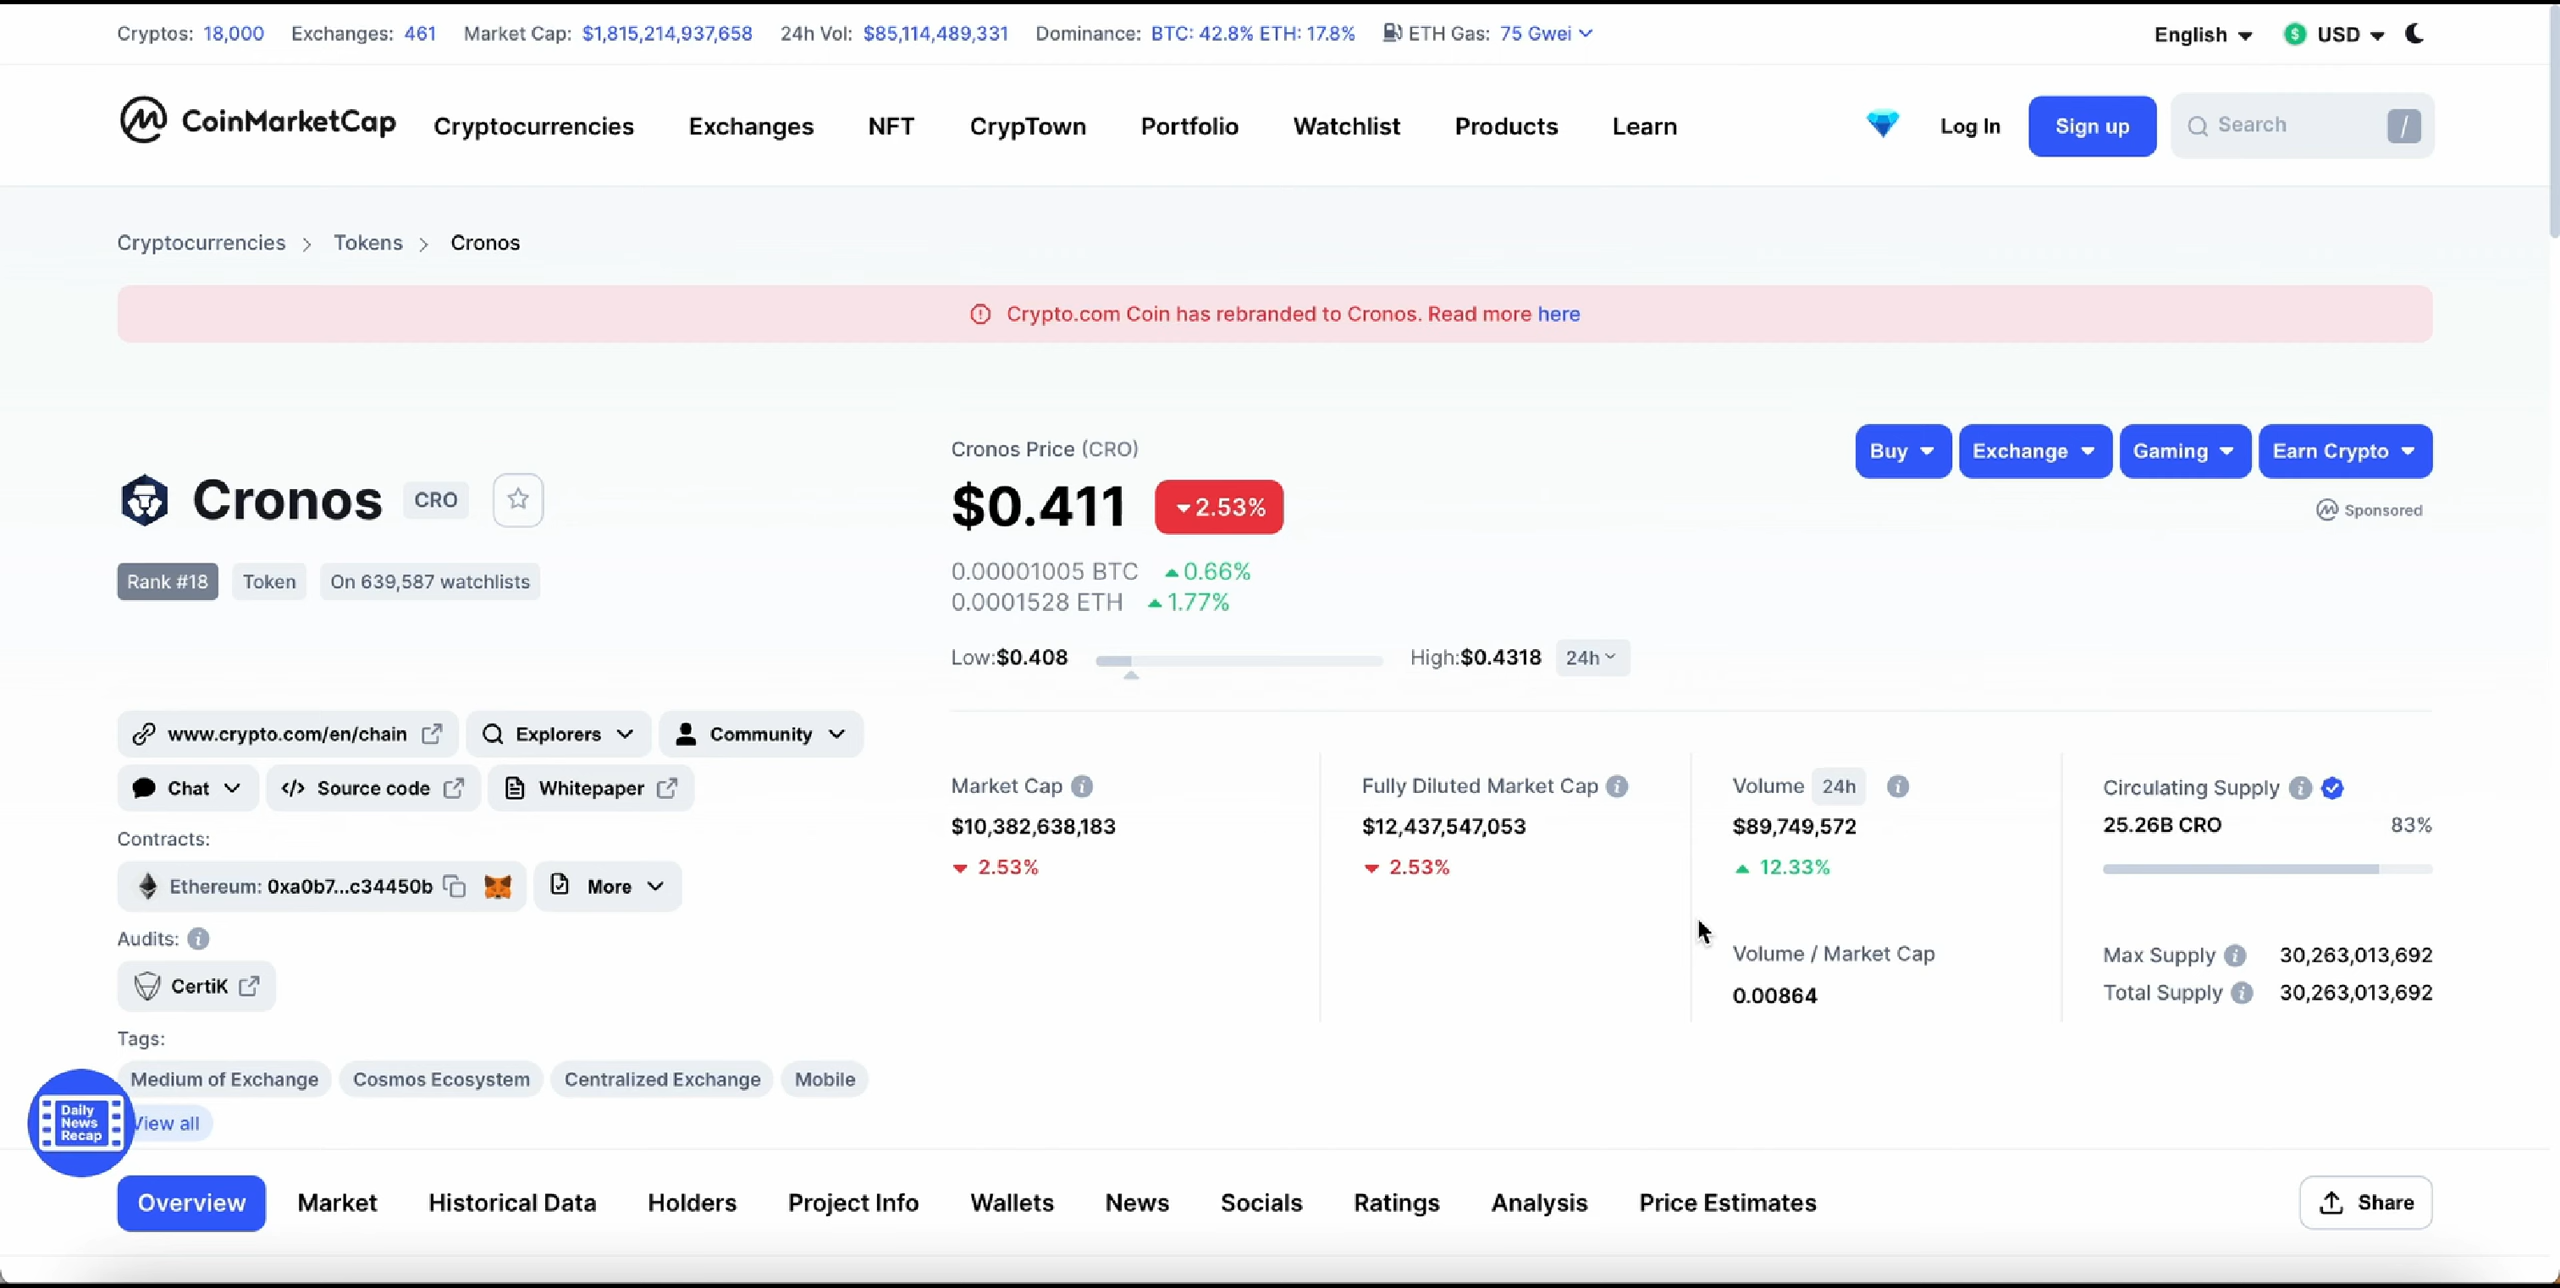 Cryptos: 18,000 Exchanges: 461 Market Cap: $1,815,214,937,658 24h Vol: $85,114,489,331 Dominance: BTC: 42.8% ETH: 17.8% ETH Gas: 75 Gwei English $ USD
CoinMarketCap Cryptocurrencies Exchanges NFT CrypTown Portfolio Watchlist Products Learn Log In Sign up Search /
Cryptocurrencies > Tokens > Cronos
Crypto.com Coin has rebranded to Cronos. Read more here
Cronos CRO
Rank #18 Token On 639,587 watchlists
www.crypto.com/en/chain Explorers Community
Chat </> Source code Whitepaper
Contracts:
Ethereum: 0xa0b7...c34450b More
Audits:
CertiK
Tags:
Medium of Exchange Cosmos Ecosystem Centralized Exchange Mobile
View all
Daily
News
Recap
Cronos Price (CRO)
$0.411 2.53%
0.00001005 BTC 0.66%
0.0001528 ETH 1.77%
Low:$0.408 High:$0.4318 24h
Buy Exchange Gaming Earn Crypto
Sponsored
Market Cap
$10,382,638,183
2.53%
Fully Diluted Market Cap
$12,437,547,053
2.53%
Volume 24h
$89,749,572
12.33%
Volume / Market Cap
0.00864
Circulating Supply
25.26B CRO 83%
Max Supply 30,263,013,692
Total Supply 30,263,013,692
Overview Market Historical Data Holders Project Info Wallets News Socials Ratings Analysis Price Estimates Share